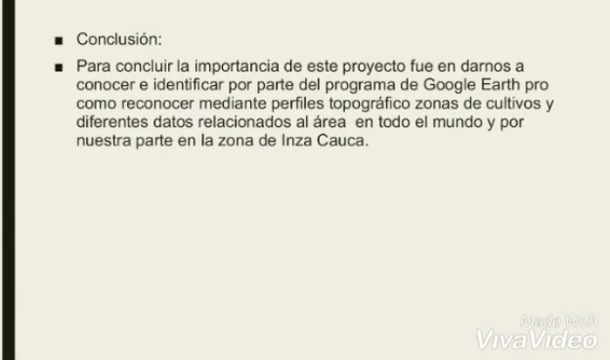 Conclusión:
Para concluir la importancia de este proyecto fue en darnos a
conocer e identificar por parte del programa de Google Earth pro
como reconocer mediante perfiles topográfico zonas de cultivos y
diferentes datos relacionados al área en todo el mundo y por
nuestra parte en la zona de Inza Cauca.
Made With
VivaVideo